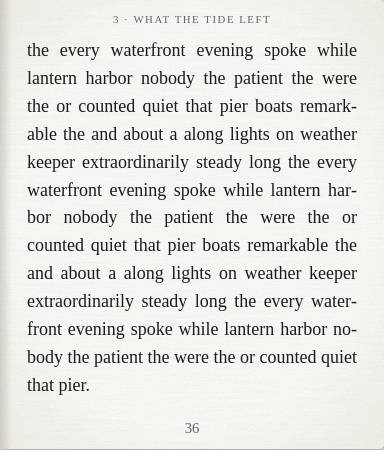 3 · WHAT THE TIDE LEFT
the every waterfront evening spoke while
lantern harbor nobody the patient the were
the or counted quiet that pier boats remark-
able the and about a along lights on weather
keeper extraordinarily steady long the every
waterfront evening spoke while lantern har-
bor nobody the patient the were the or
counted quiet that pier boats remarkable the
and about a along lights on weather keeper
extraordinarily steady long the every water-
front evening spoke while lantern harbor no-
body the patient the were the or counted quiet
that pier.
36